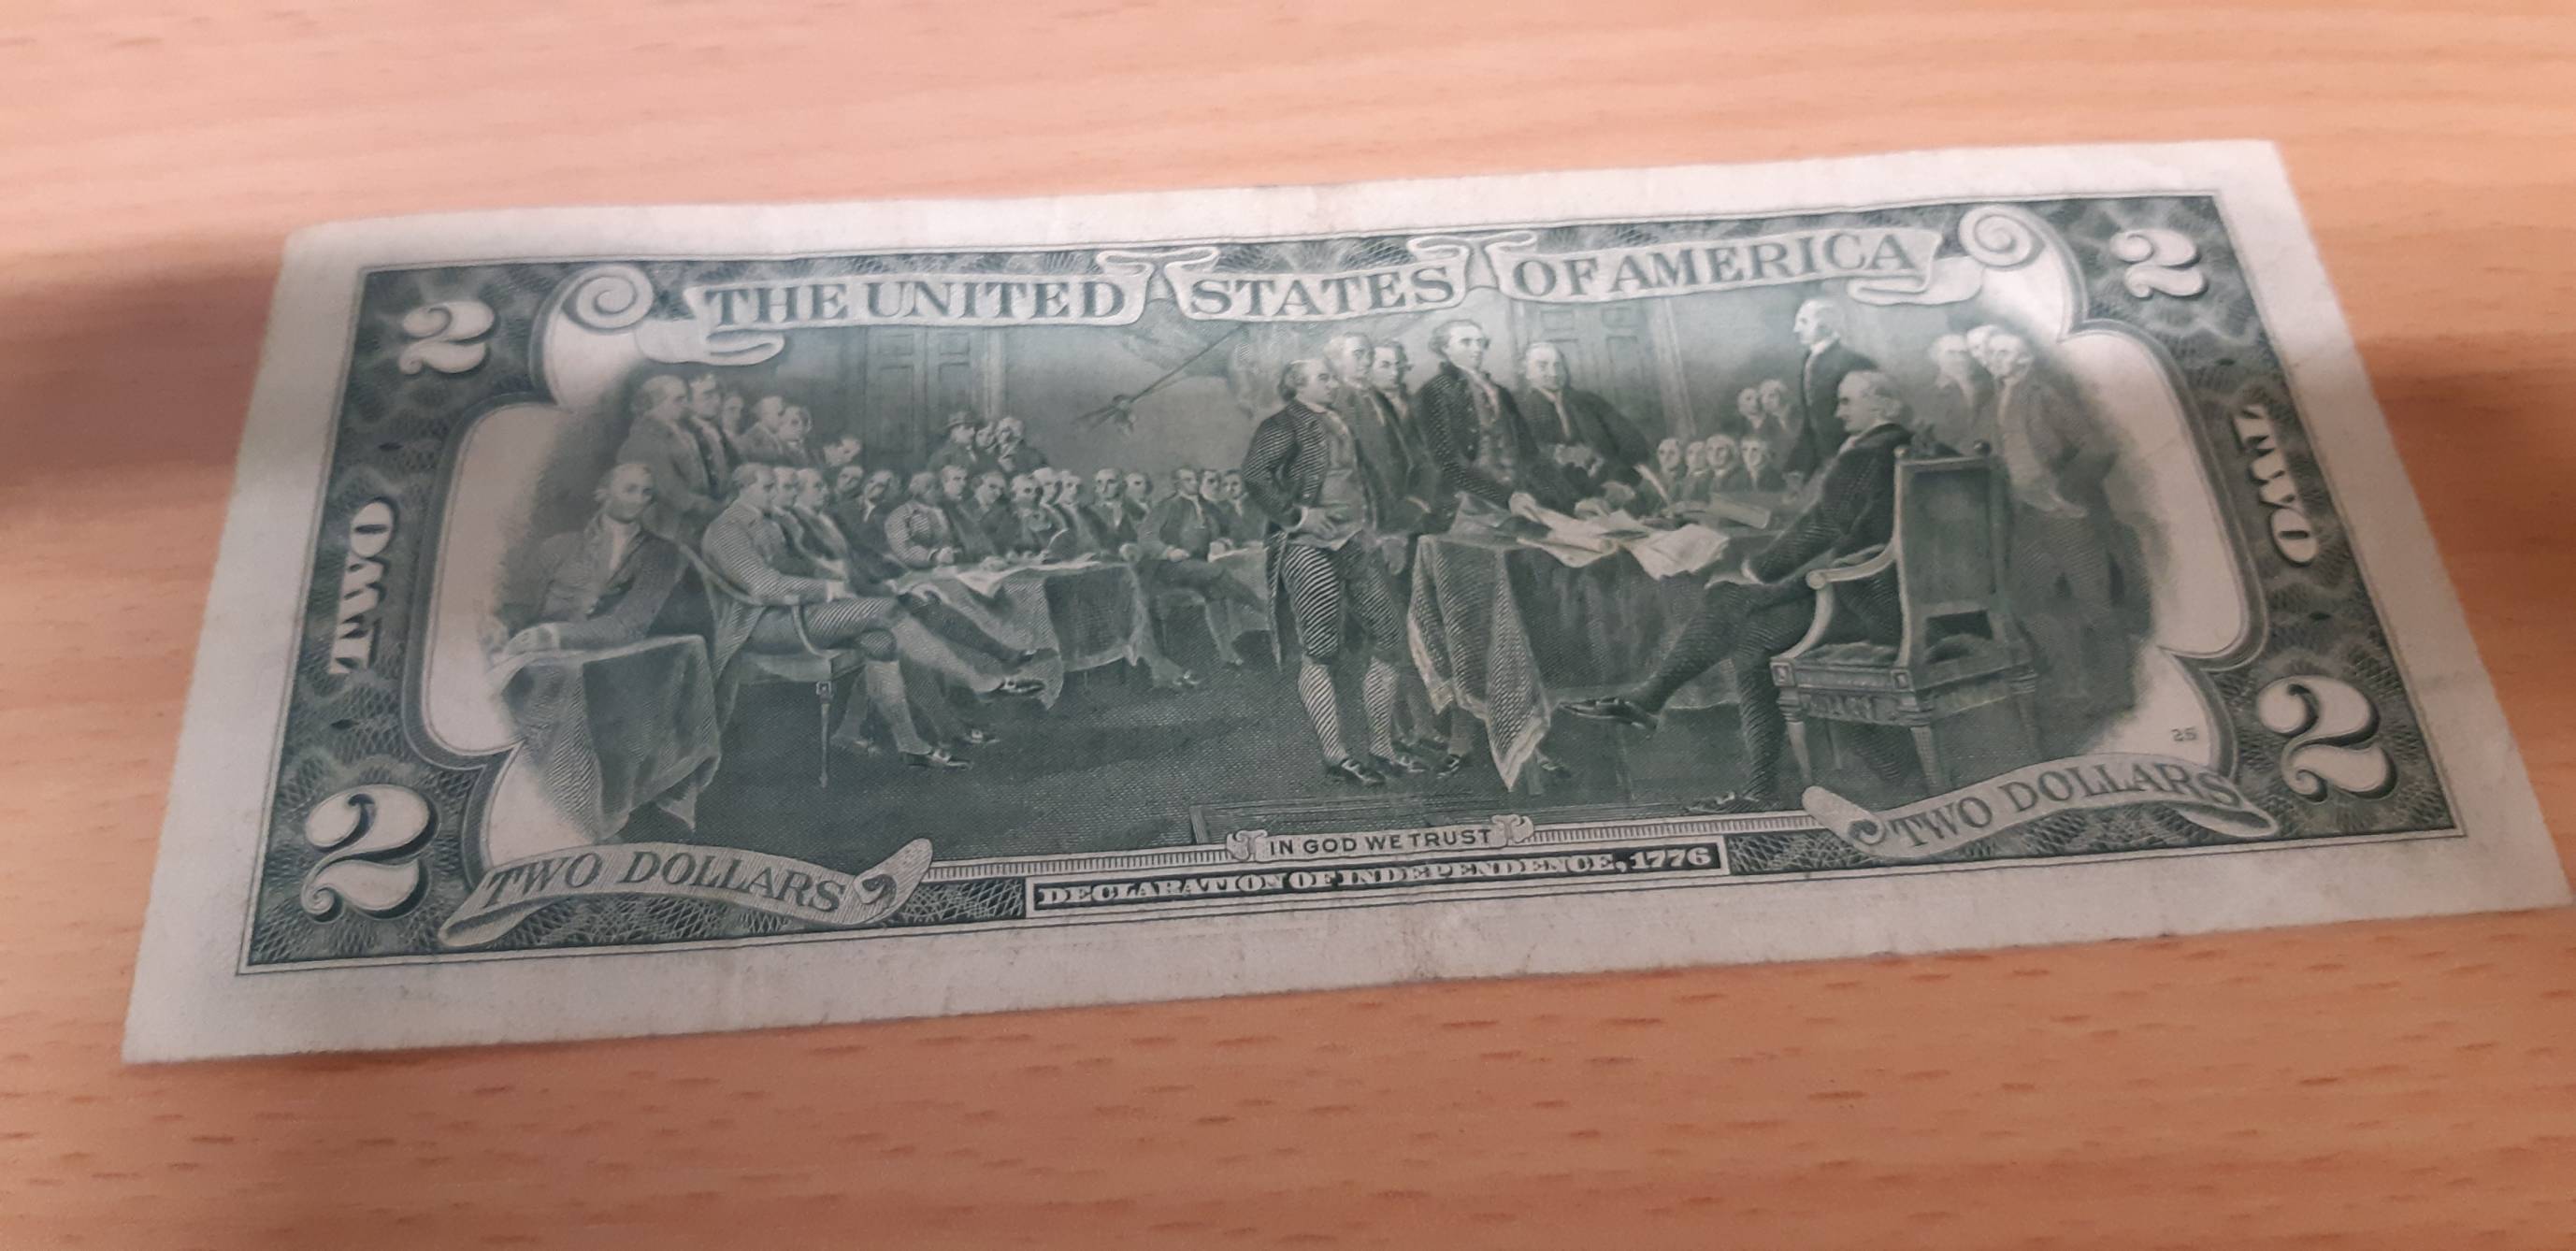 THE UNITED STATES OF AMERICA
2
2
TWO
TWO
25
2
2
TWO DOLLARS
TWO DOLLARS
IN GOD WE TRUST
DECLARATION OF INDEPENDENCE, 1776